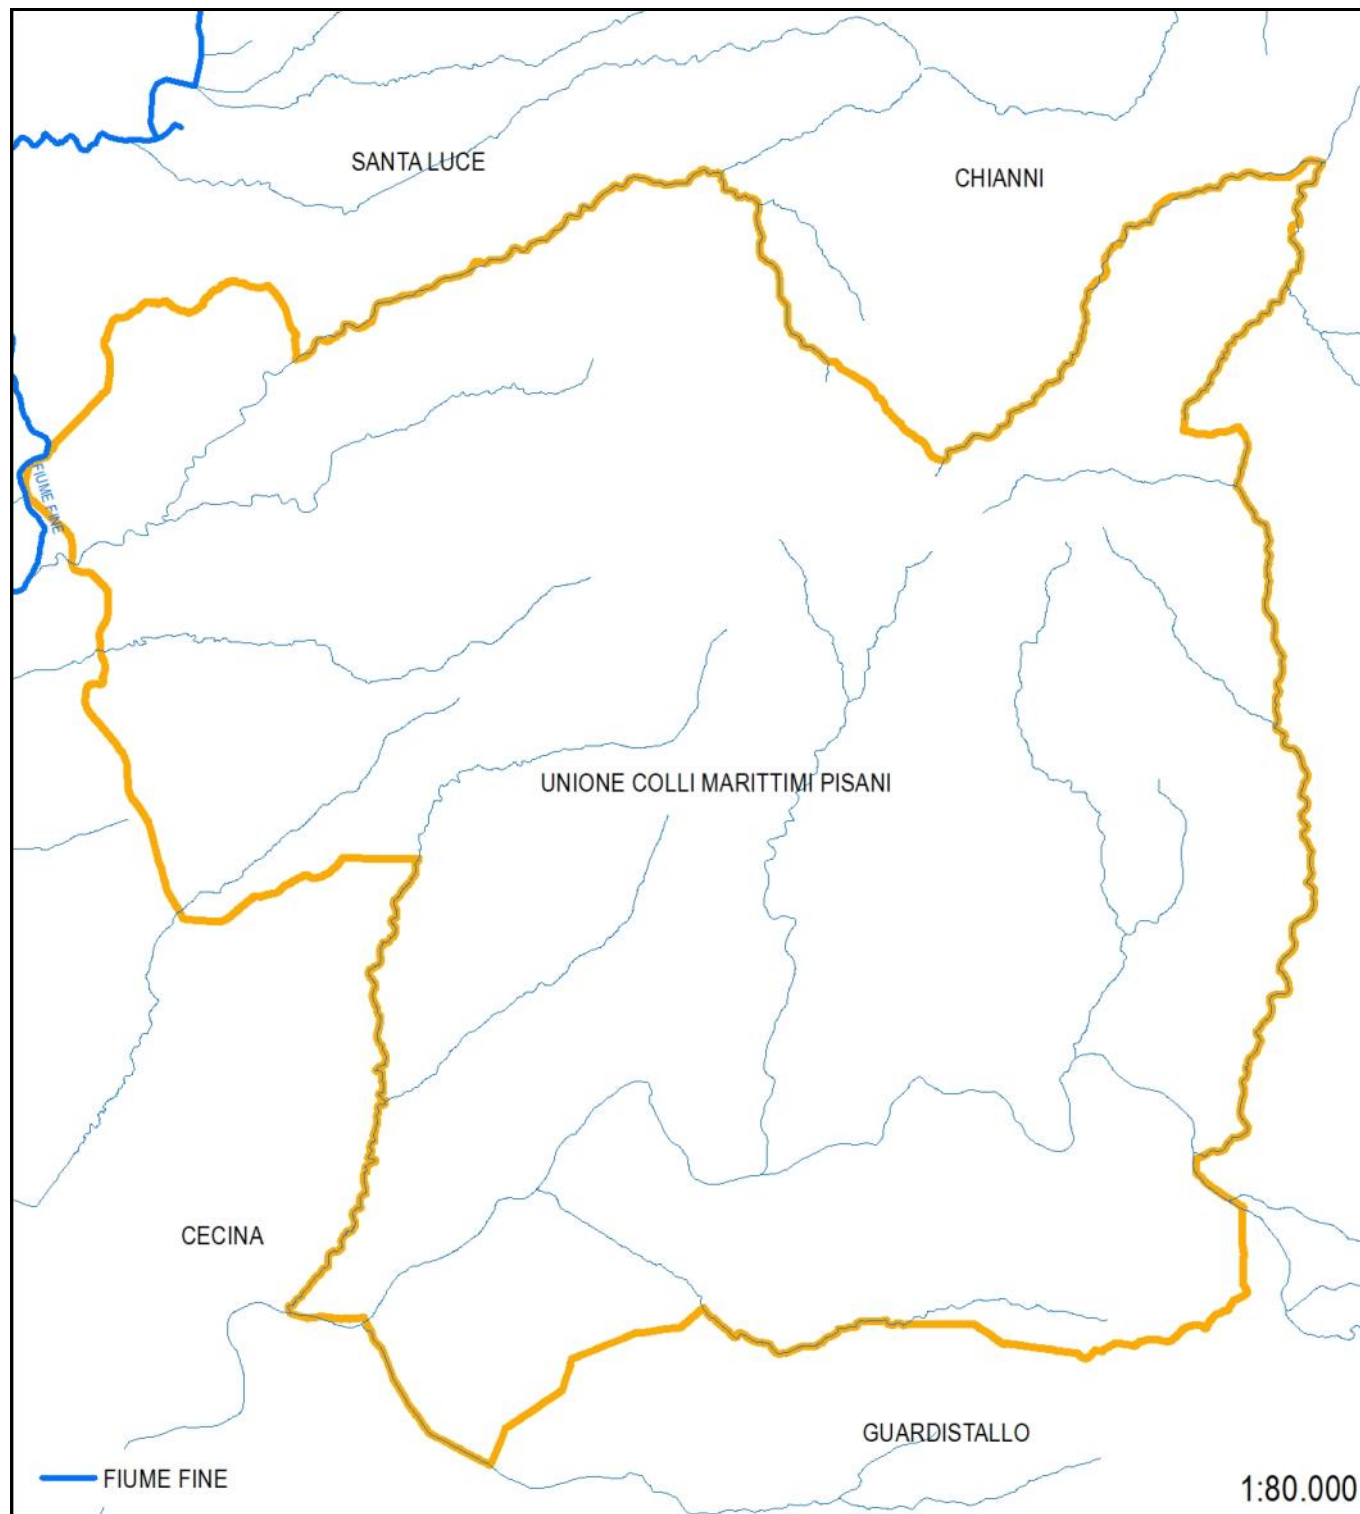 SANTA LUCE
CHIANNI
FIUME FINE
UNIONE COLLI MARITTIMI PISANI
CECINA
GUARDISTALLO
FIUME FINE
1:80.000